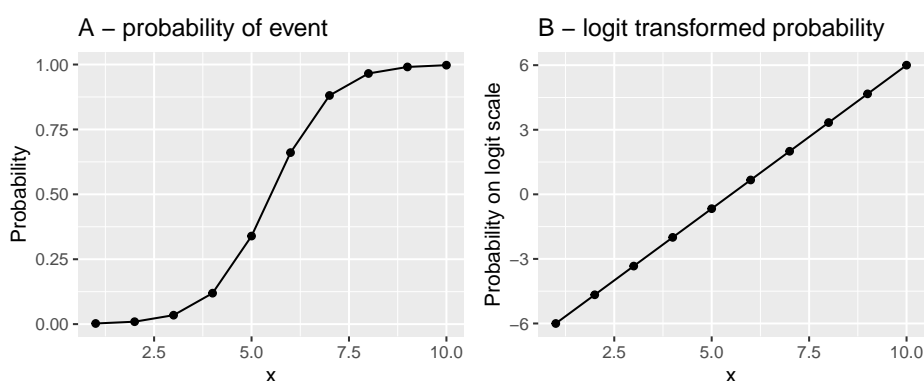 A – probability of event
1.00
0.75
0.50
0.25
0.00
Probability
2.5 5.0 7.5 10.0
x
B – logit transformed probability
6
3
0
−3
−6
Probability on logit scale
2.5 5.0 7.5 10.0
x